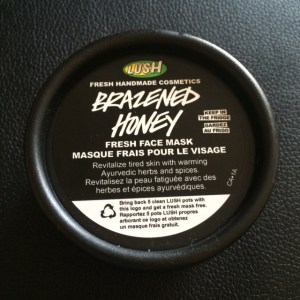 LUSH
FRESH HANDMADE COSMETICS
BRAZENED
HONEY
KEEP IN
THE FRIDGE
GARDEZ
AU FRIGO
FRESH FACE MASK
MASQUE FRAIS POUR LE VISAGE
Revitalize tired skin with warming
Ayurvedic herbs and spices.
Revitalisez la peau fatiguée avec des
herbes et épices ayurvédiques.
Bring back 5 clean LUSH pots with
this logo and get a fresh mask free.
Rapportez 5 pots LUSH propres
arborant ce logo et obtenez
un masque frais gratuit.